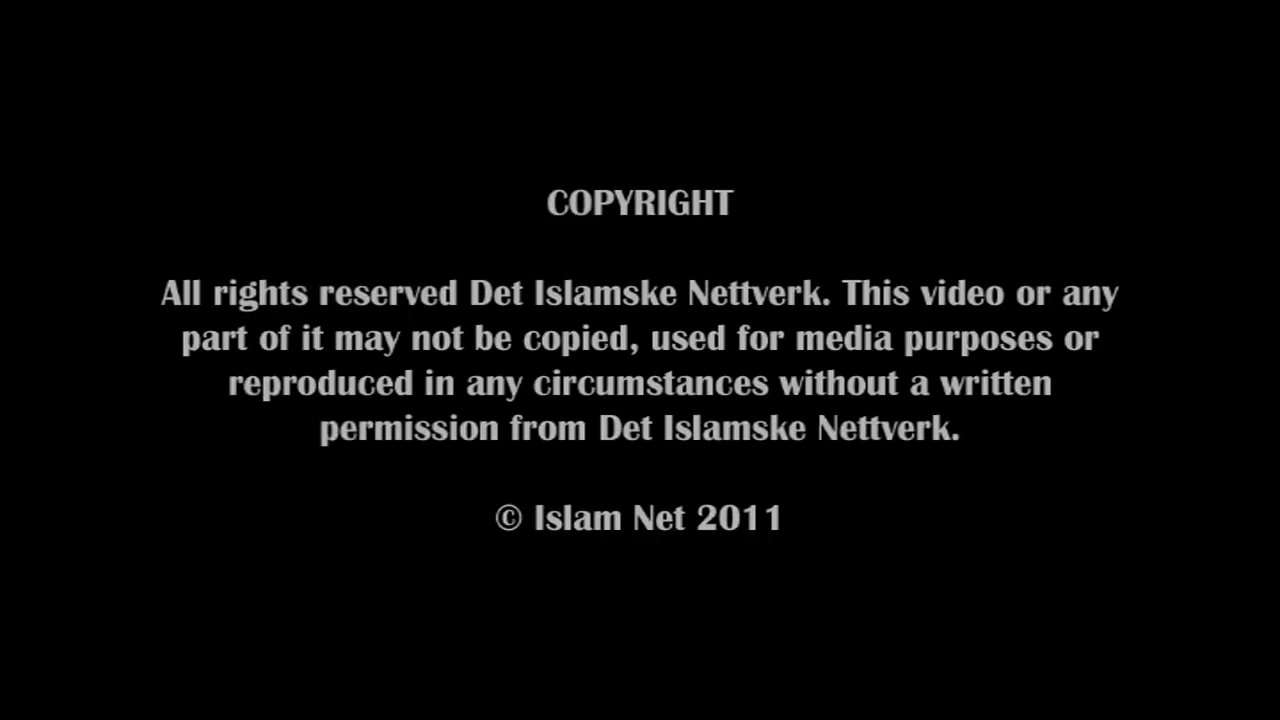 COPYRIGHT
All rights reserved Det Islamske Nettverk. This video or any
part of it may not be copied, used for media purposes or
reproduced in any circumstances without a written
permission from Det Islamske Nettverk.
© Islam Net 2011